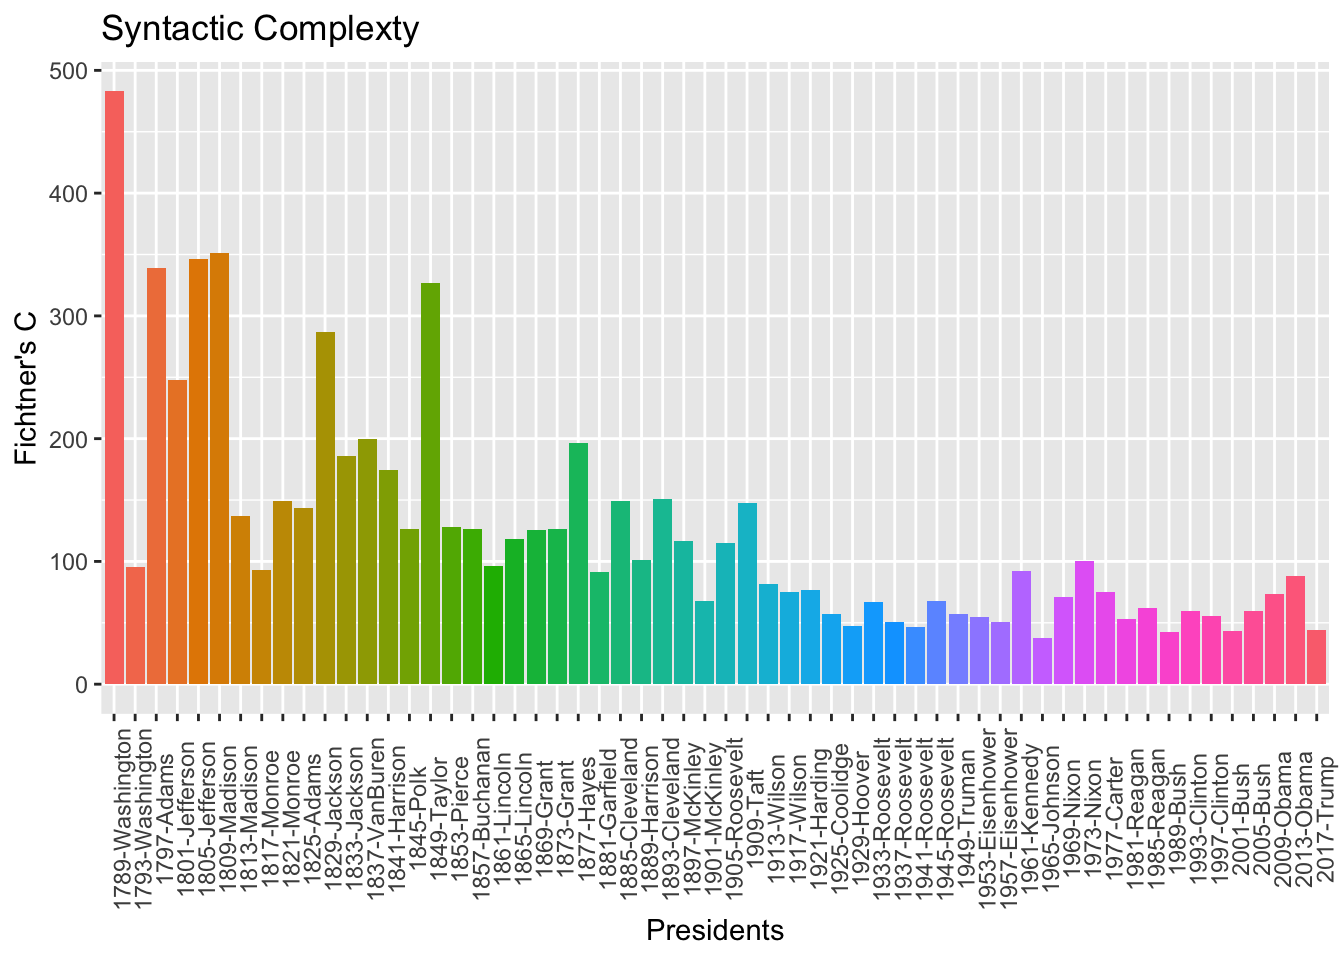 Syntactic Complexty
500
400
300
200
100
0
Fichtner's C
1789-Washington
1793-Washington
1797-Adams
1801-Jefferson
1805-Jefferson
1809-Madison
1813-Madison
1817-Monroe
1821-Monroe
1825-Adams
1829-Jackson
1833-Jackson
1837-VanBuren
1841-Harrison
1845-Polk
1849-Taylor
1853-Pierce
1857-Buchanan
1861-Lincoln
1865-Lincoln
1869-Grant
1873-Grant
1877-Hayes
1881-Garfield
1885-Cleveland
1889-Harrison
1893-Cleveland
1897-McKinley
1901-McKinley
1905-Roosevelt
1909-Taft
1913-Wilson
1917-Wilson
1921-Harding
1925-Coolidge
1929-Hoover
1933-Roosevelt
1937-Roosevelt
1941-Roosevelt
1945-Roosevelt
1949-Truman
1953-Eisenhower
1957-Eisenhower
1961-Kennedy
1965-Johnson
1969-Nixon
1973-Nixon
1977-Carter
1981-Reagan
1985-Reagan
1989-Bush
1993-Clinton
1997-Clinton
2001-Bush
2005-Bush
2009-Obama
2013-Obama
2017-Trump
Presidents